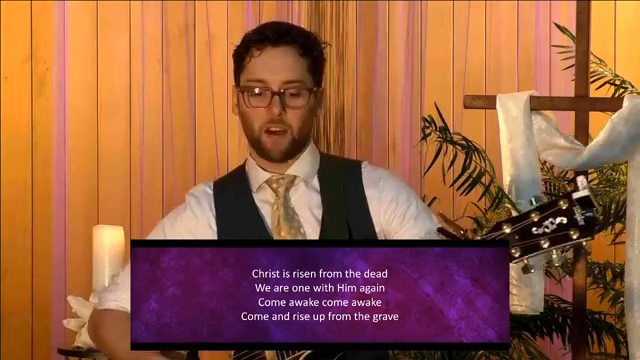 Christ is risen from the dead
We are one with Him again
Come awake come awake
Come and rise up from the grave